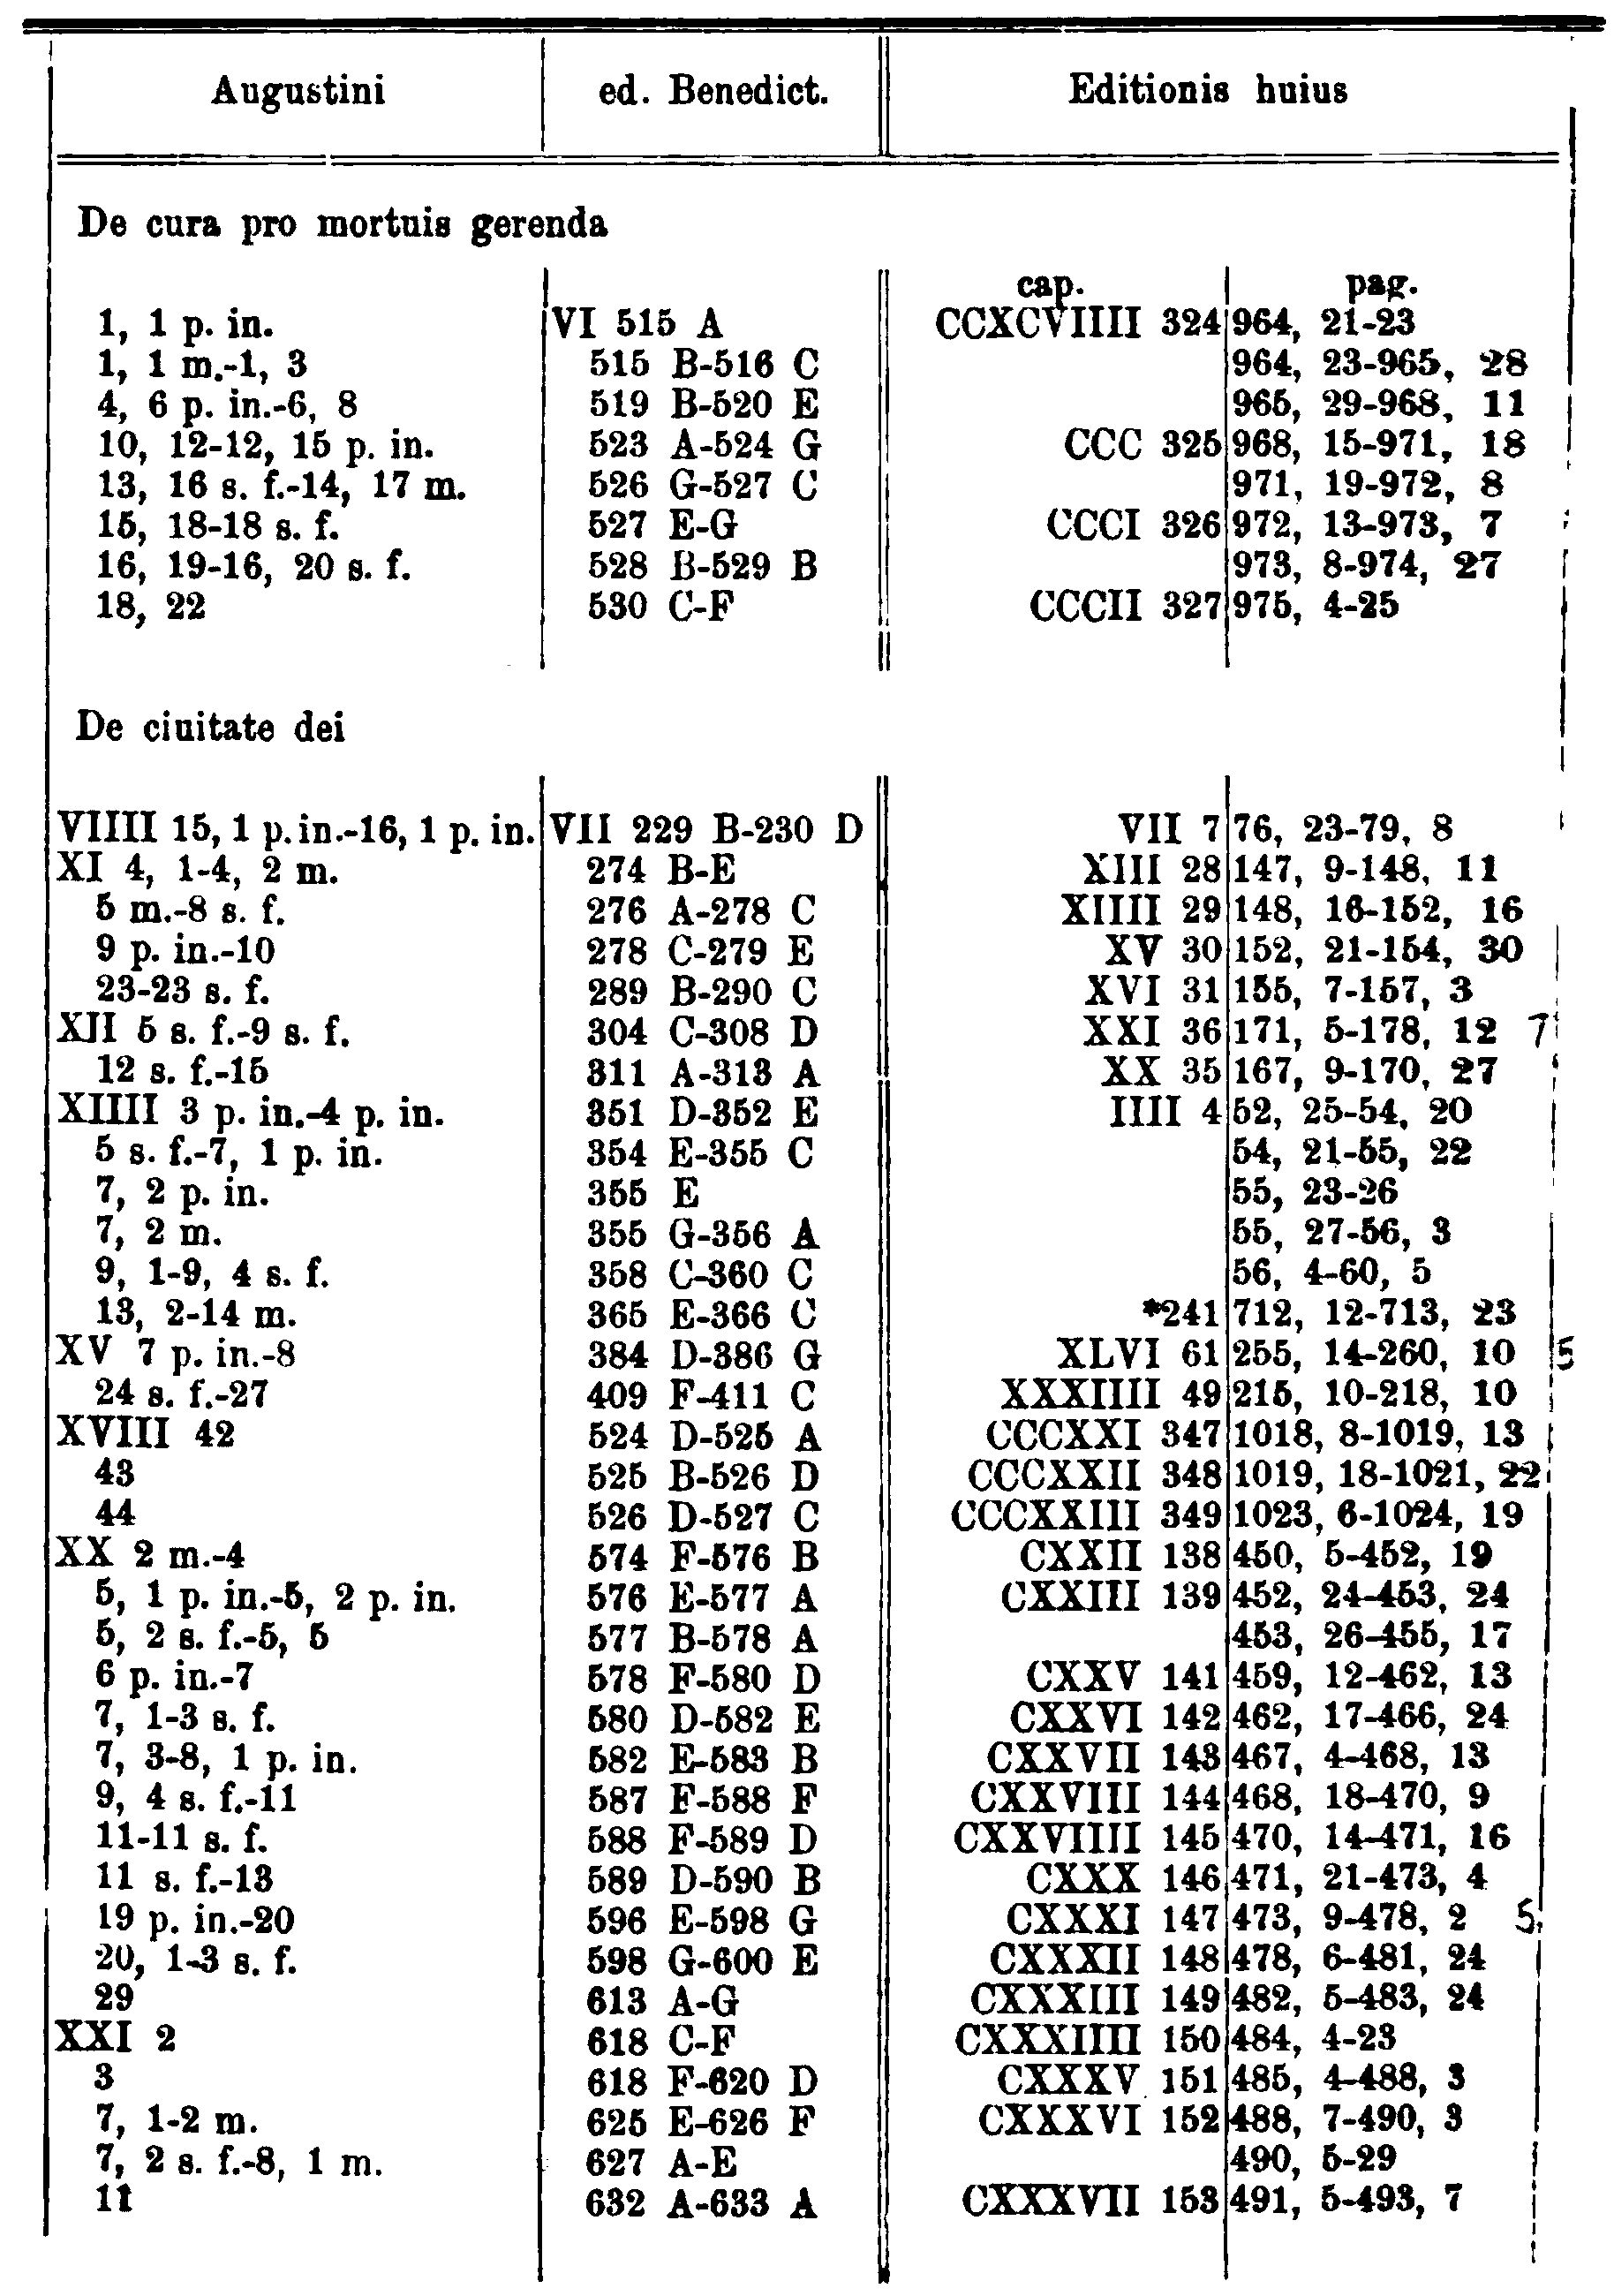 Augustini ed. Benedict. Editionis huius
De cura pro mortuis gerenda
cap. pag.
1, 1 p. in. VI 515 A CCXCVIIII 324 964, 21-23
1, 1 m.-1, 3 515 B-516 C 964, 23-965, 28
4, 6 p. in.-6, 8 519 B-520 E 965, 29-968, 11
10, 12-12, 15 p. in. 523 A-524 G CCC 325 968, 15-971, 18
13, 16 s. f.-14, 17 m. 526 G-527 C 971, 19-972, 8
15, 18-18 s. f. 527 E-G CCCI 326 972, 13-973, 7
16, 19-16, 20 s. f. 528 B-529 B 973, 8-974, 27
18, 22 530 C-F CCCII 327 975, 4-25
De ciuitate dei
VIIII 15, 1 p. in.-16, 1 p. in. VII 229 B-230 D VII 7 76, 23-79, 8
XI 4, 1-4, 2 m. 274 B-E XIII 28 147, 9-148, 11
5 m.-8 s. f. 276 A-278 C XIIII 29 148, 16-152, 16
9 p. in.-10 278 C-279 E XV 30 152, 21-154, 30
23-23 s. f. 289 B-290 C XVI 31 155, 7-157, 3
XII 5 s. f.-9 s. f. 304 C-308 D XXI 36 171, 5-178, 12 7
12 s. f.-15 311 A-313 A XX 35 167, 9-170, 27
XIIII 3 p. in.-4 p. in. 351 D-352 E IIII 4 52, 25-54, 20
5 s. f.-7, 1 p. in. 354 E-355 C 54, 21-55, 22
7, 2 p. in. 355 E 55, 23-26
7, 2 m. 355 G-356 A 55, 27-56, 3
9, 1-9, 4 s. f. 358 C-360 C 56, 4-60, 5
13, 2-14 m. 365 E-366 C *241 712, 12-713, 23
XV 7 p. in.-8 384 D-386 G XLVI 61 255, 14-260, 10 5
24 s. f.-27 409 F-411 C XXXIIII 49 215, 10-218, 10
XVIII 42 524 D-525 A CCCXXI 347 1018, 8-1019, 13
43 525 B-526 D CCCXXII 348 1019, 18-1021, 22
44 526 D-527 C CCCXXIII 349 1023, 6-1024, 19
XX 2 m.-4 574 F-576 B CXXII 138 450, 5-452, 19
5, 1 p. in.-5, 2 p. in. 576 E-577 A CXXIII 139 452, 24-453, 24
5, 2 s. f.-5, 5 577 B-578 A 453, 26-455, 17
6 p. in.-7 578 F-580 D CXXV 141 459, 12-462, 13
7, 1-3 s. f. 580 D-582 E CXXVI 142 462, 17-466, 24
7, 3-8, 1 p. in. 582 E-583 B CXXVII 143 467, 4-468, 13
9, 4 s. f.-11 587 F-588 F CXXVIII 144 468, 18-470, 9
11-11 s. f. 588 F-589 D CXXVIIII 145 470, 14-471, 16
11 s. f.-13 589 D-590 B CXXX 146 471, 21-473, 4
19 p. in.-20 596 E-598 G CXXXI 147 473, 9-478, 2 5
20, 1-3 s. f. 598 G-600 E CXXXII 148 478, 6-481, 24
29 613 A-G CXXXIII 149 482, 5-483, 24
XXI 2 618 C-F CXXXIIII 150 484, 4-23
3 618 F-620 D CXXXV 151 485, 4-488, 3
7, 1-2 m. 625 E-626 F CXXXVI 152 488, 7-490, 3
7, 2 s. f.-8, 1 m. 627 A-E 490, 5-29
11 632 A-633 A CXXXVII 153 491, 5-493, 7